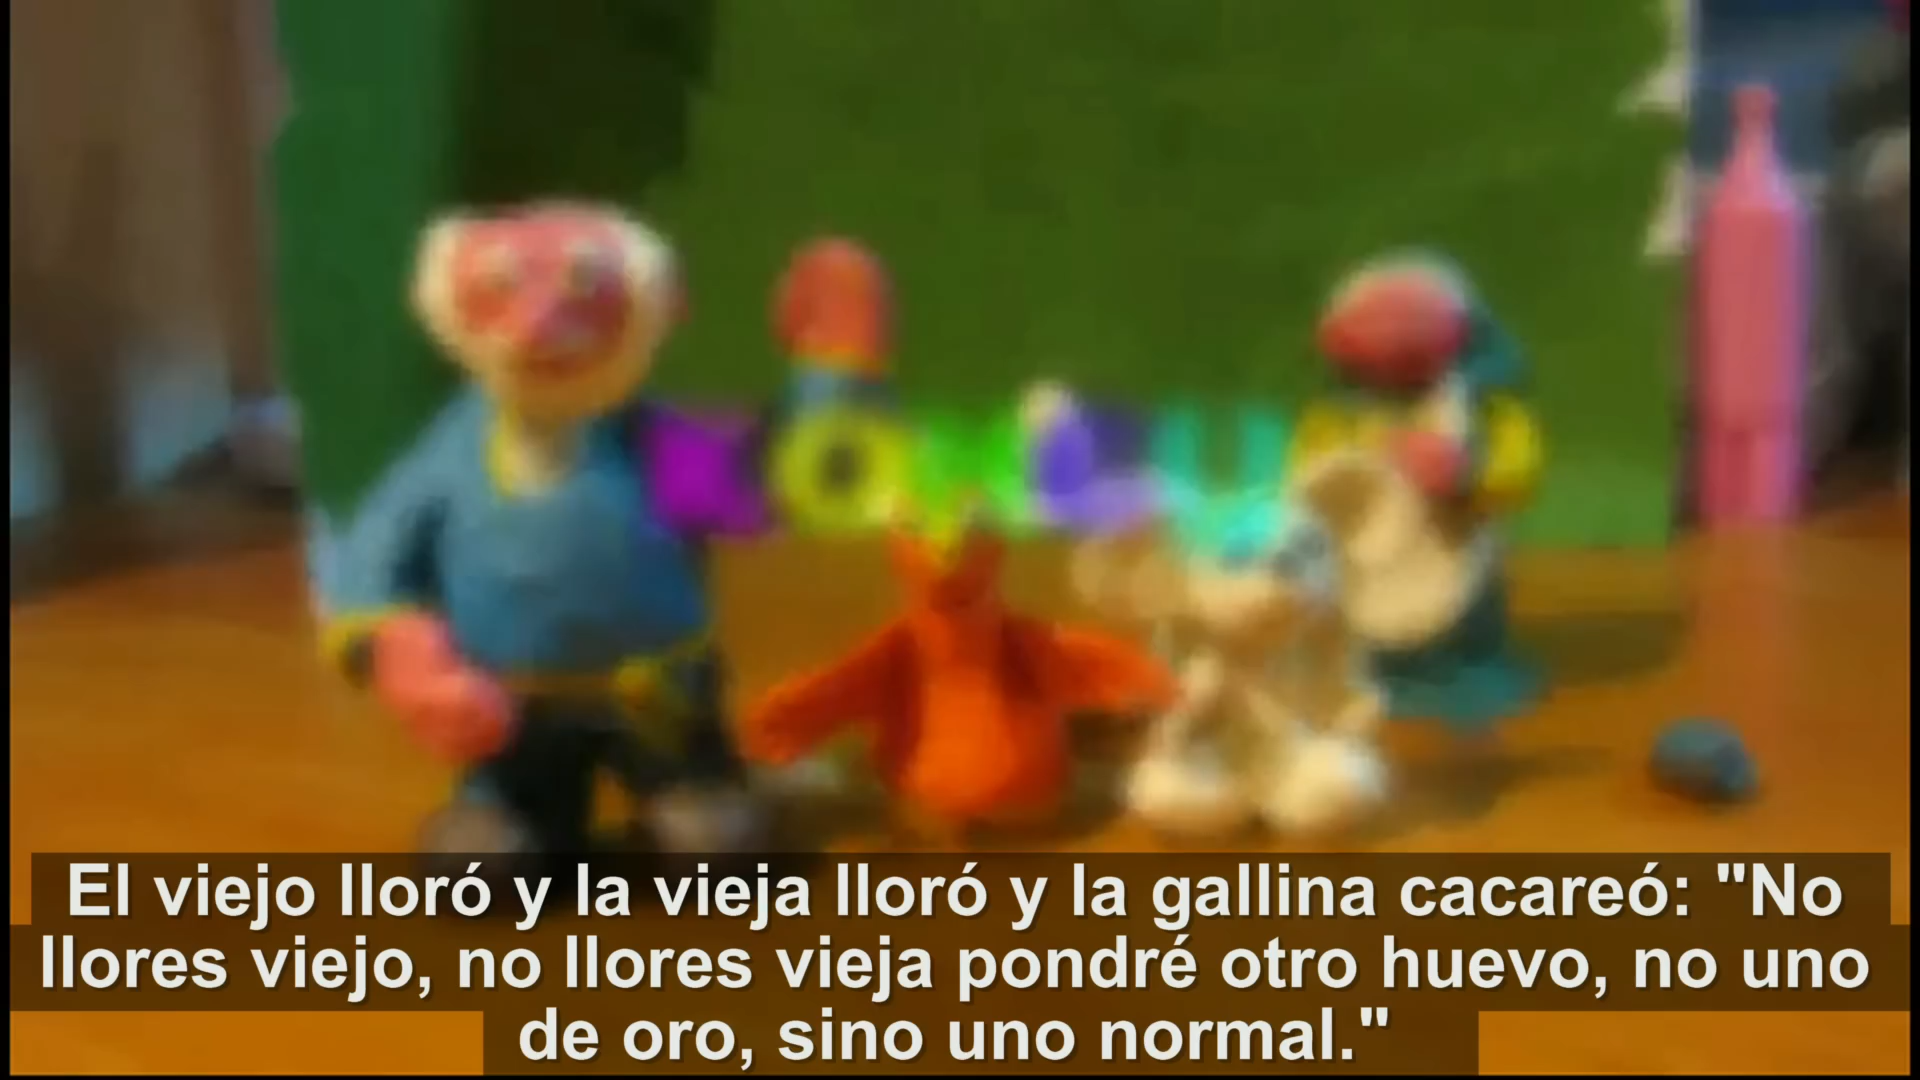 El viejo lloró y la vieja lloró y la gallina cacareó: "No
llores viejo, no llores vieja pondré otro huevo, no uno
de oro, sino uno normal."